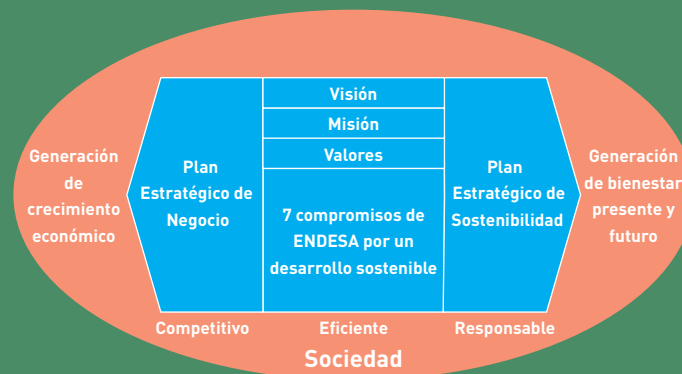 Visión
Misión
Valores
7 compromisos de
ENDESA por un
desarrollo sostenible
Generación
de
crecimiento
económico
Plan
Estratégico de
Negocio
Plan
Estratégico de
Sostenibilidad
Generación
de bienestar
presente y
futuro
Competitivo
Eficiente
Responsable
Sociedad